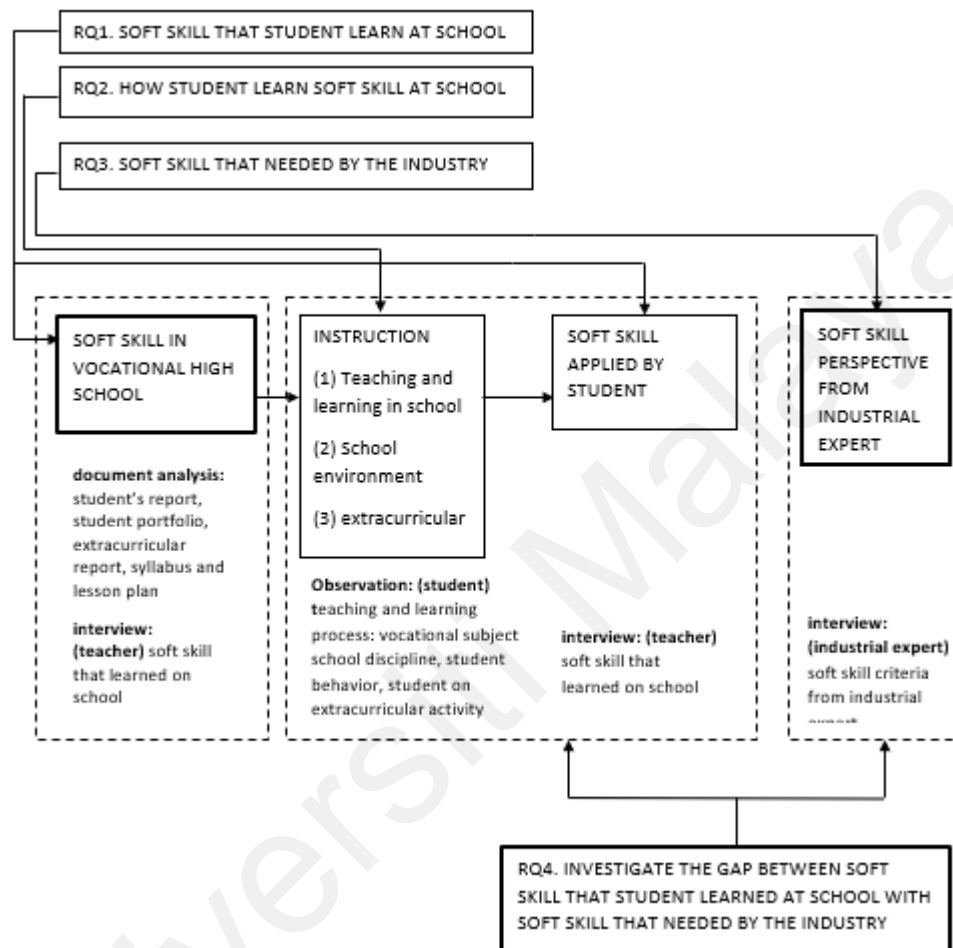 RQ1. SOFT SKILL THAT STUDENT LEARN AT SCHOOL
RQ2. HOW STUDENT LEARN SOFT SKILL AT SCHOOL
RQ3. SOFT SKILL THAT NEEDED BY THE INDUSTRY
SOFT SKILL IN
VOCATIONAL HIGH
SCHOOL
document analysis:
student's report,
student portfolio,
extracurricular
report, syllabus and
lesson plan
interview:
(teacher) soft skill
that learned on
school
INSTRUCTION
(1) Teaching and
learning in school
(2) School
environment
(3) extracurricular
Observation: (student)
teaching and learning
process: vocational subject
school discipline, student
behavior, student on
extracurricular activity
SOFT SKILL
APPLIED BY
STUDENT
interview: (teacher)
soft skill that
learned on school
SOFT SKILL
PERSPECTIVE
FROM
INDUSTRIAL
EXPERT
interview:
(industrial expert)
soft skill criteria
from industrial
RQ4. INVESTIGATE THE GAP BETWEEN SOFT
SKILL THAT STUDENT LEARNED AT SCHOOL WITH
SOFT SKILL THAT NEEDED BY THE INDUSTRY
versiti Malaya